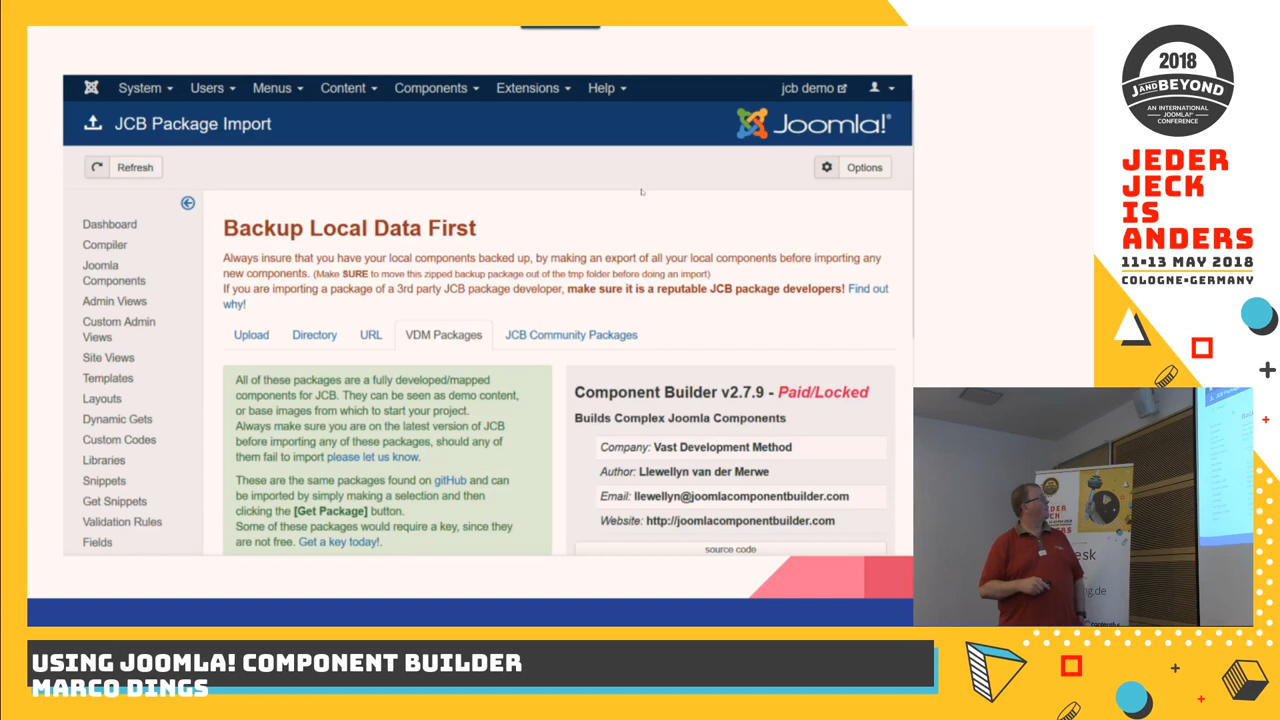 System Users Menus Content Components Extensions Help jcb demo
JCB Package Import
Joomla!®
Refresh
Options
Dashboard
Compiler
Joomla
Components
Admin Views
Custom Admin
Views
Site Views
Templates
Layouts
Dynamic Gets
Custom Codes
Libraries
Snippets
Get Snippets
Validation Rules
Fields
Backup Local Data First
Always insure that you have your local components backed up, by making an export of all your local components before importing any
new components. (Make SURE to move this zipped backup package out of the tmp folder before doing an import)
If you are importing a package of a 3rd party JCB package developer, make sure it is a reputable JCB package developers! Find out
why!
Upload Directory URL VDM Packages JCB Community Packages
All of these packages are a fully developed/mapped
components for JCB. They can be seen as demo content,
or base images from which to start your project.
Always make sure you are on the latest version of JCB
before importing any of these packages, should any of
them fail to import please let us know.
These are the same packages found on gitHub and can
be imported by simply making a selection and then
clicking the [Get Package] button.
Some of these packages would require a key, since they
are not free. Get a key today!.
Component Builder v2.7.9 - Paid/Locked
Builds Complex Joomla Components
Company: Vast Development Method
Author: Llewellyn van der Merwe
Email: llewellyn@joomlacomponentbuilder.com
Website: http://joomlacomponentbuilder.com
source code
2018
JANDBEYOND
AN INTERNATIONAL
JOOMLA! CONFERENCE
JEDER
JECK
IS
ANDERS
11-13 MAY 2018
COLOGNE•GERMANY
USING JOOMLA! COMPONENT BUILDER
MARCO DINGS